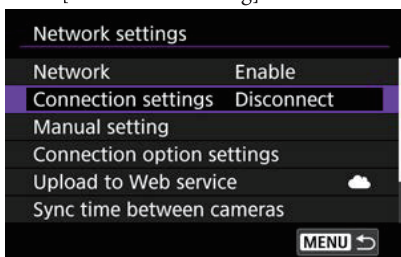 Network settings
Network Enable
Connection settings Disconnect
Manual setting
Connection option settings
Upload to Web service
Sync time between cameras
MENU